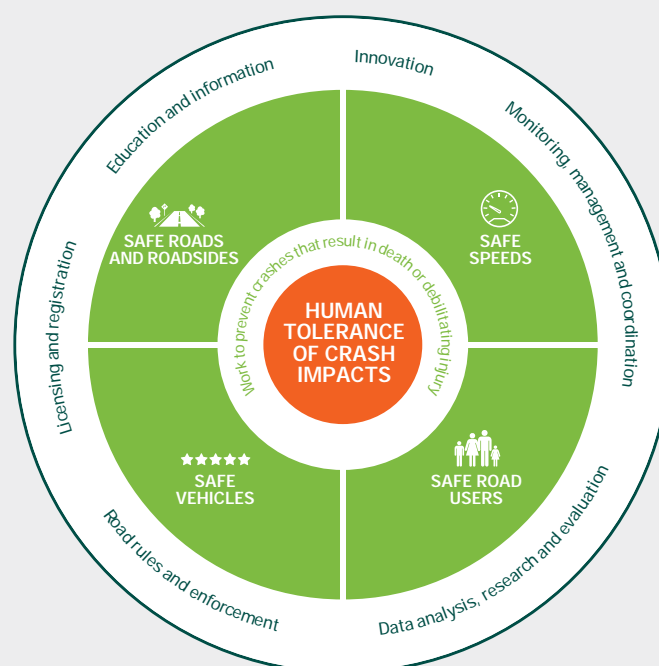 Innovation
Monitoring, management and coordination
Data analysis, research and evaluation
Road rules and enforcement
Licensing and registration
Education and information
SAFE ROADS
AND ROADSIDES
SAFE
SPEEDS
SAFE
VEHICLES
SAFE ROAD
USERS
Work to prevent crashes that result in death or debilitating injury
HUMAN
TOLERANCE
OF CRASH
IMPACTS